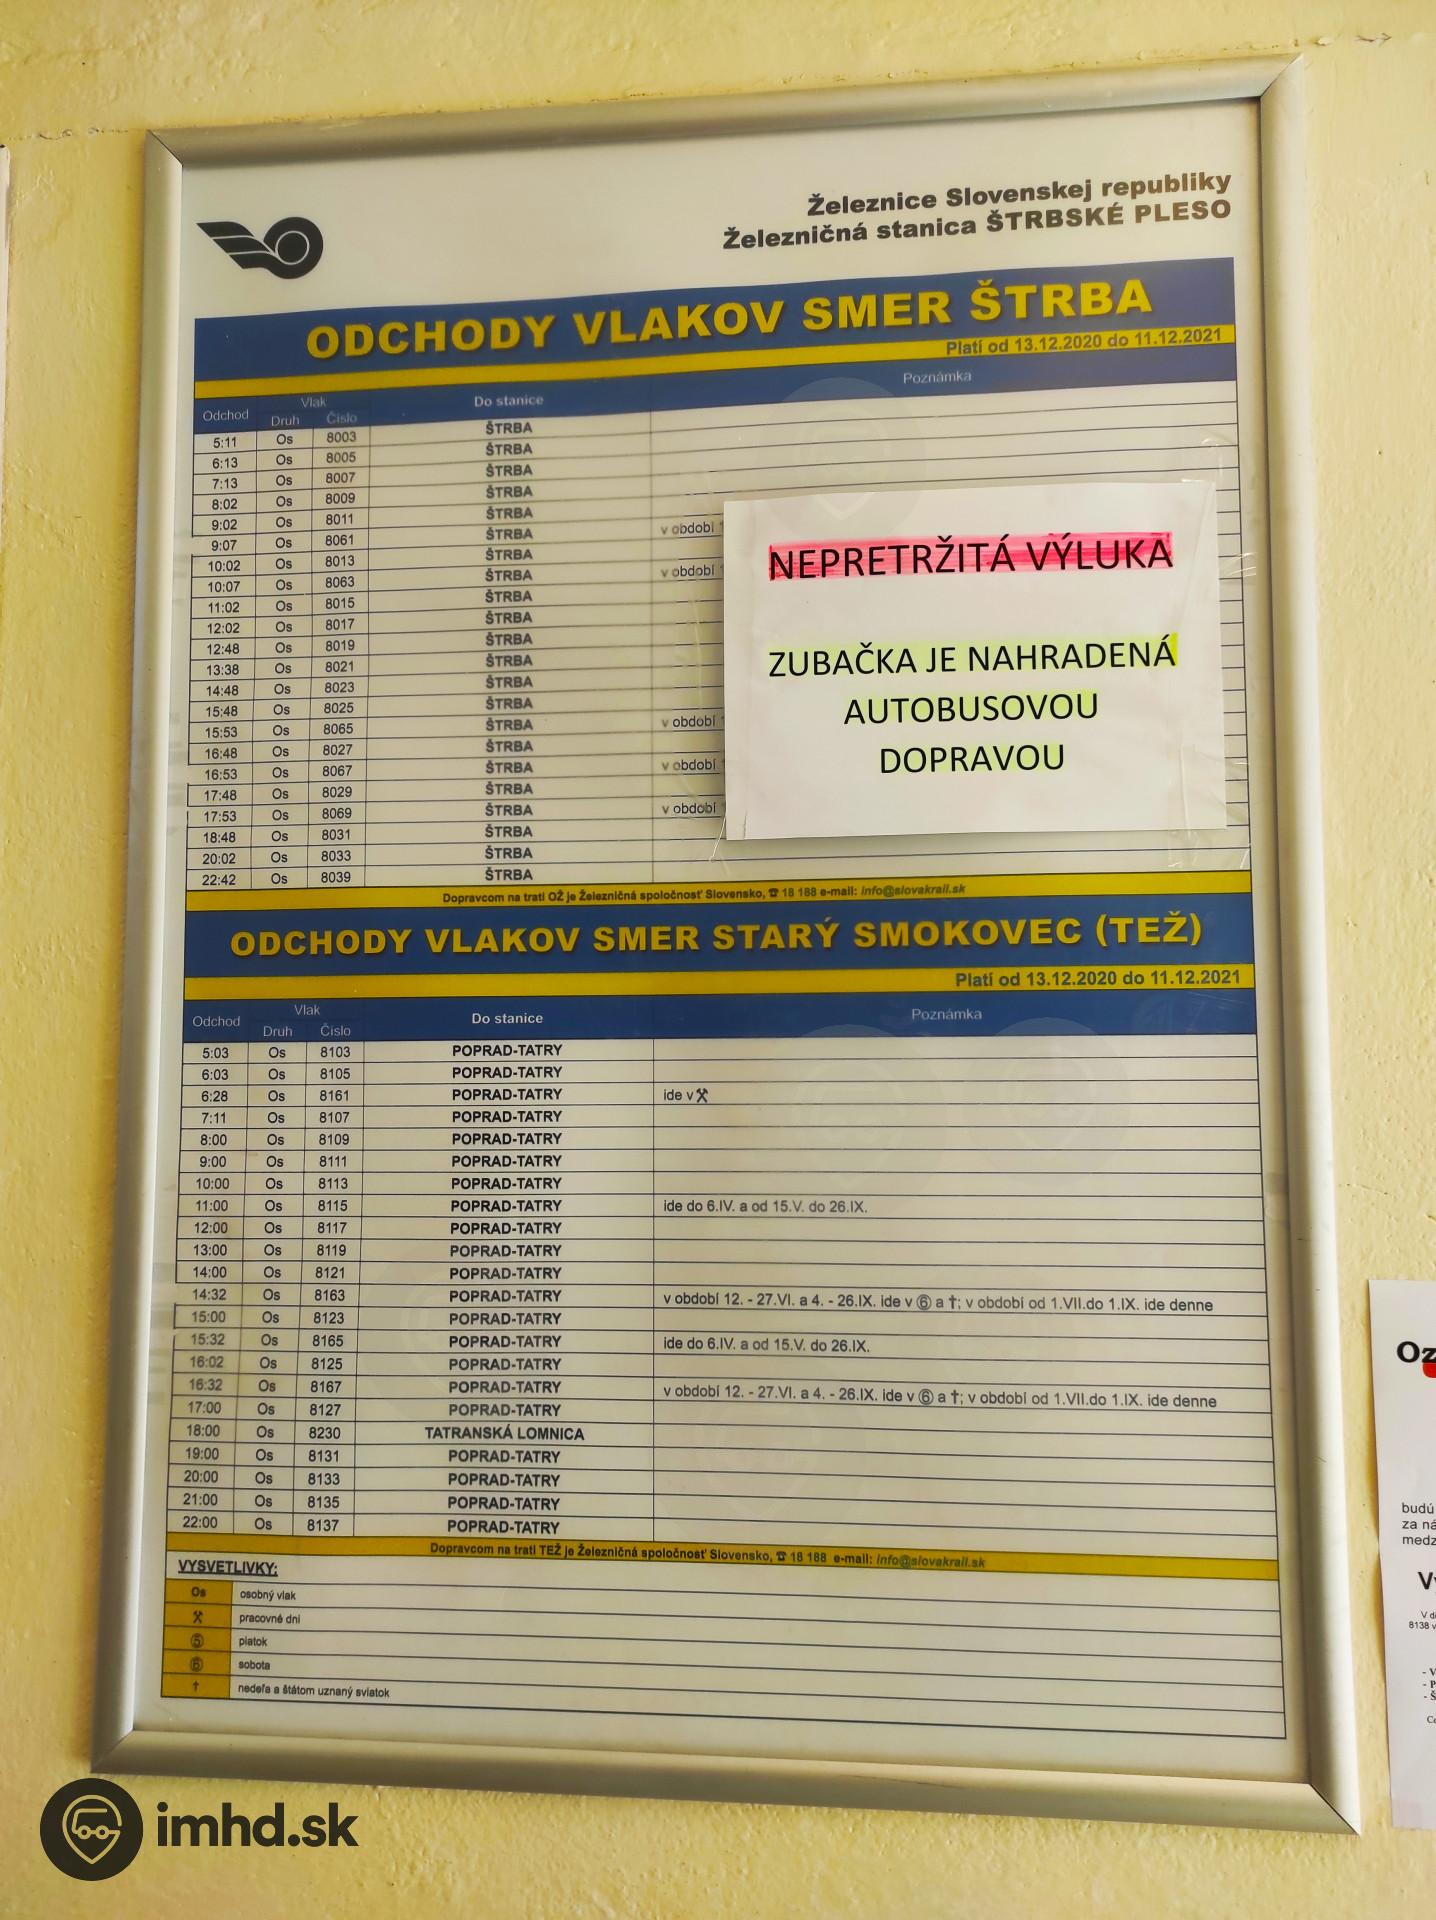 Železnice Slovenskej republiky
Železničná stanica ŠTRBSKÉ PLESO
ODCHODY VLAKOV SMER ŠTRBA
Platí od 13.12.2020 do 11.12.2021
Odchod Vlak Do stanice Poznámka
Druh Číslo
5:11 Os 8003 ŠTRBA
6:13 Os 8005 ŠTRBA
7:13 Os 8007 ŠTRBA
8:02 Os 8009 ŠTRBA
9:02 Os 8011 ŠTRBA
9:07 Os 8061 ŠTRBA v období
10:02 Os 8013 ŠTRBA
10:07 Os 8063 ŠTRBA v období
11:02 Os 8015 ŠTRBA
12:02 Os 8017 ŠTRBA
12:48 Os 8019 ŠTRBA
13:38 Os 8021 ŠTRBA
14:48 Os 8023 ŠTRBA
15:48 Os 8025 ŠTRBA
15:53 Os 8065 ŠTRBA v období
16:48 Os 8027 ŠTRBA
16:53 Os 8067 ŠTRBA v období
17:48 Os 8029 ŠTRBA
17:53 Os 8069 ŠTRBA v období
18:48 Os 8031 ŠTRBA
20:02 Os 8033 ŠTRBA
22:42 Os 8039 ŠTRBA
NEPRETRŽITÁ VÝLUKA
ZUBAČKA JE NAHRADENÁ
AUTOBUSOVOU
DOPRAVOU
Dopravcom na trati OŽ je Železničná spoločnosť Slovensko, ☎ 18 188 e-mail: info@slovakrail.sk
ODCHODY VLAKOV SMER STARÝ SMOKOVEC (TEŽ)
Platí od 13.12.2020 do 11.12.2021
Odchod Vlak Do stanice Poznámka
Druh Číslo
5:03 Os 8103 POPRAD-TATRY
6:03 Os 8105 POPRAD-TATRY
6:28 Os 8161 POPRAD-TATRY ide v ⚒
7:11 Os 8107 POPRAD-TATRY
8:00 Os 8109 POPRAD-TATRY
9:00 Os 8111 POPRAD-TATRY
10:00 Os 8113 POPRAD-TATRY
11:00 Os 8115 POPRAD-TATRY ide do 6.IV. a od 15.V. do 26.IX.
12:00 Os 8117 POPRAD-TATRY
13:00 Os 8119 POPRAD-TATRY
14:00 Os 8121 POPRAD-TATRY
14:32 Os 8163 POPRAD-TATRY v období 12. - 27.VI. a 4. - 26.IX. ide v ⑥ a †; v období od 1.VII.do 1.IX. ide denne
15:00 Os 8123 POPRAD-TATRY
15:32 Os 8165 POPRAD-TATRY ide do 6.IV. a od 15.V. do 26.IX.
16:02 Os 8125 POPRAD-TATRY
16:32 Os 8167 POPRAD-TATRY v období 12. - 27.VI. a 4. - 26.IX. ide v ⑥ a †; v období od 1.VII.do 1.IX. ide denne
17:00 Os 8127 POPRAD-TATRY
18:00 Os 8230 TATRANSKÁ LOMNICA
19:00 Os 8131 POPRAD-TATRY
20:00 Os 8133 POPRAD-TATRY
21:00 Os 8135 POPRAD-TATRY
22:00 Os 8137 POPRAD-TATRY
Dopravcom na trati TEŽ je Železničná spoločnosť Slovensko, ☎ 18 188 e-mail: info@slovakrail.sk
VYSVETLIVKY:
Os osobný vlak
⚒ pracovné dni
⑤ piatok
⑥ sobota
† nedeľa a štátom uznaný sviatok
budú
za
8138 v
imhd.sk